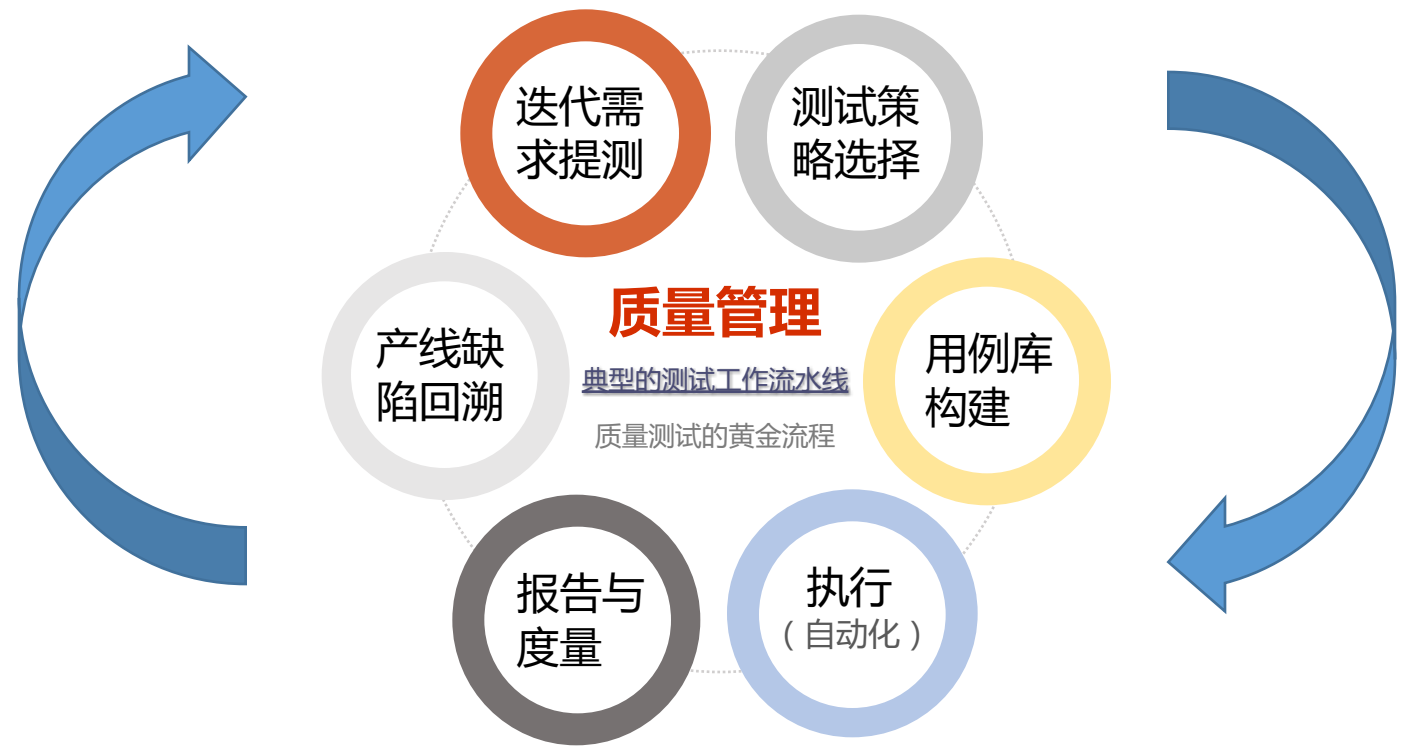 迭代需
求提测
测试策
略选择
质量管理
典型的测试工作流水线
质量测试的黄金流程
产线缺
陷回溯
用例库
构建
报告与
度量
执行
（自动化）